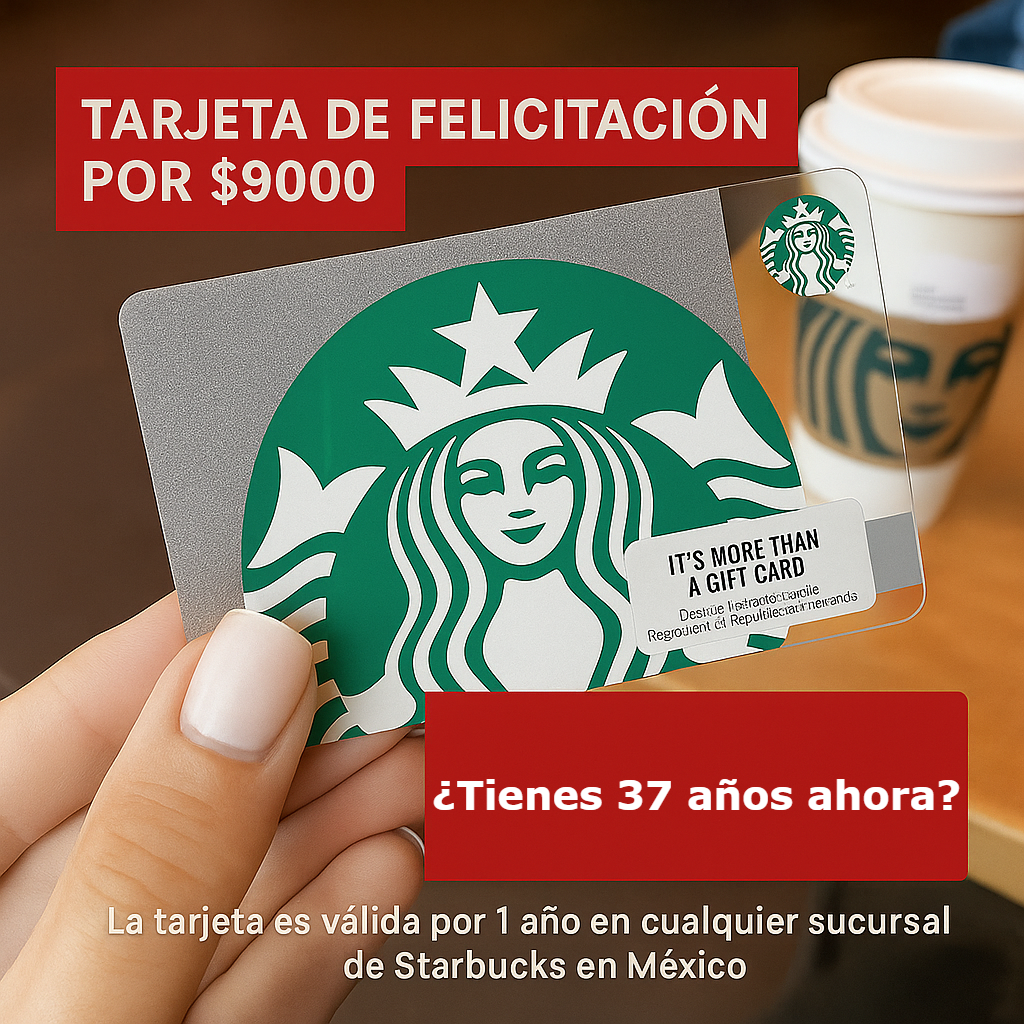 TARJETA DE FELICITACIÓN
POR $9000
IT'S MORE THAN
A GIFT CARD
¿Tienes 37 años ahora?
La tarjeta es válida por 1 año en cualquier sucursal
de Starbucks en México